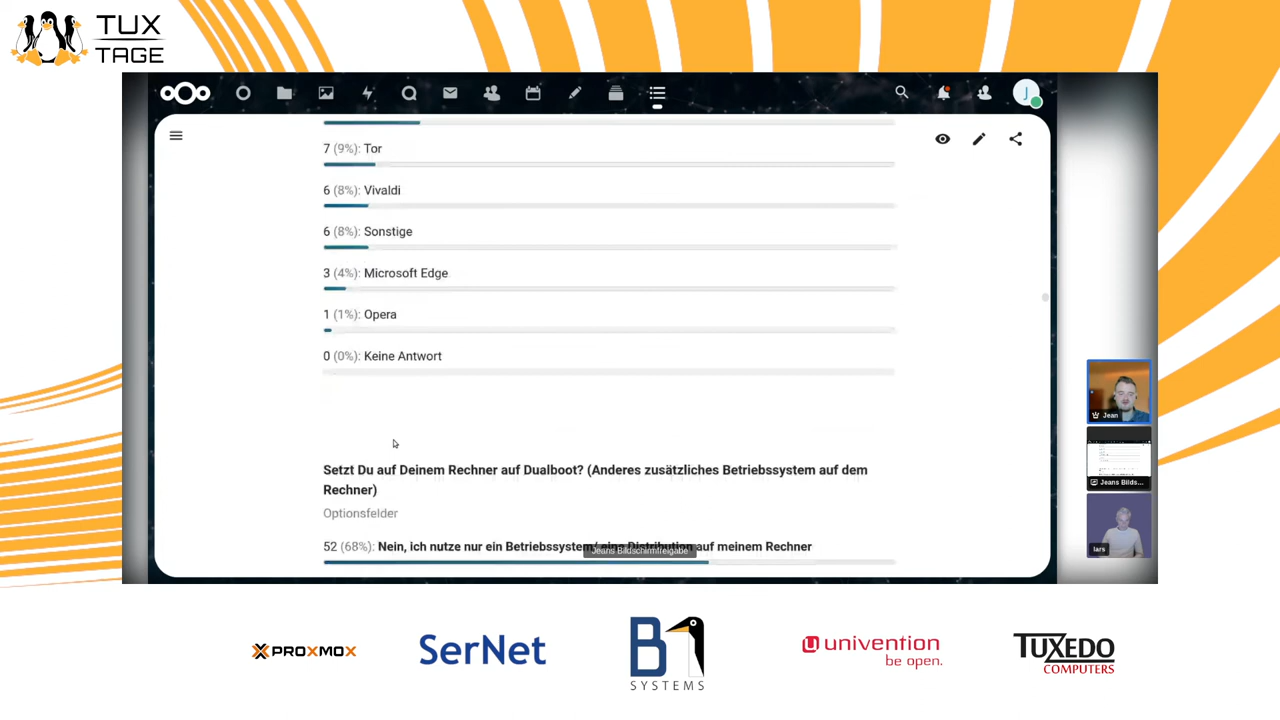 TUX
TAGE
J
7 (9%): Tor
6 (8%): Vivaldi
6 (8%): Sonstige
3 (4%): Microsoft Edge
1 (1%): Opera
0 (0%): Keine Antwort
Setzt Du auf Deinem Rechner auf Dualboot? (Anderes zusätzliches Betriebssystem auf dem
Rechner)
Optionsfelder
52 (68%): Nein, ich nutze nur ein Betriebssystem/ eine Distribution auf meinem Rechner
Jeans Bildschirmfreigabe
Jean
Jeans Bilds...
lars
PROXMOX
SerNet
B1
SYSTEMS
univention
be open.
TUXEDO
COMPUTERS